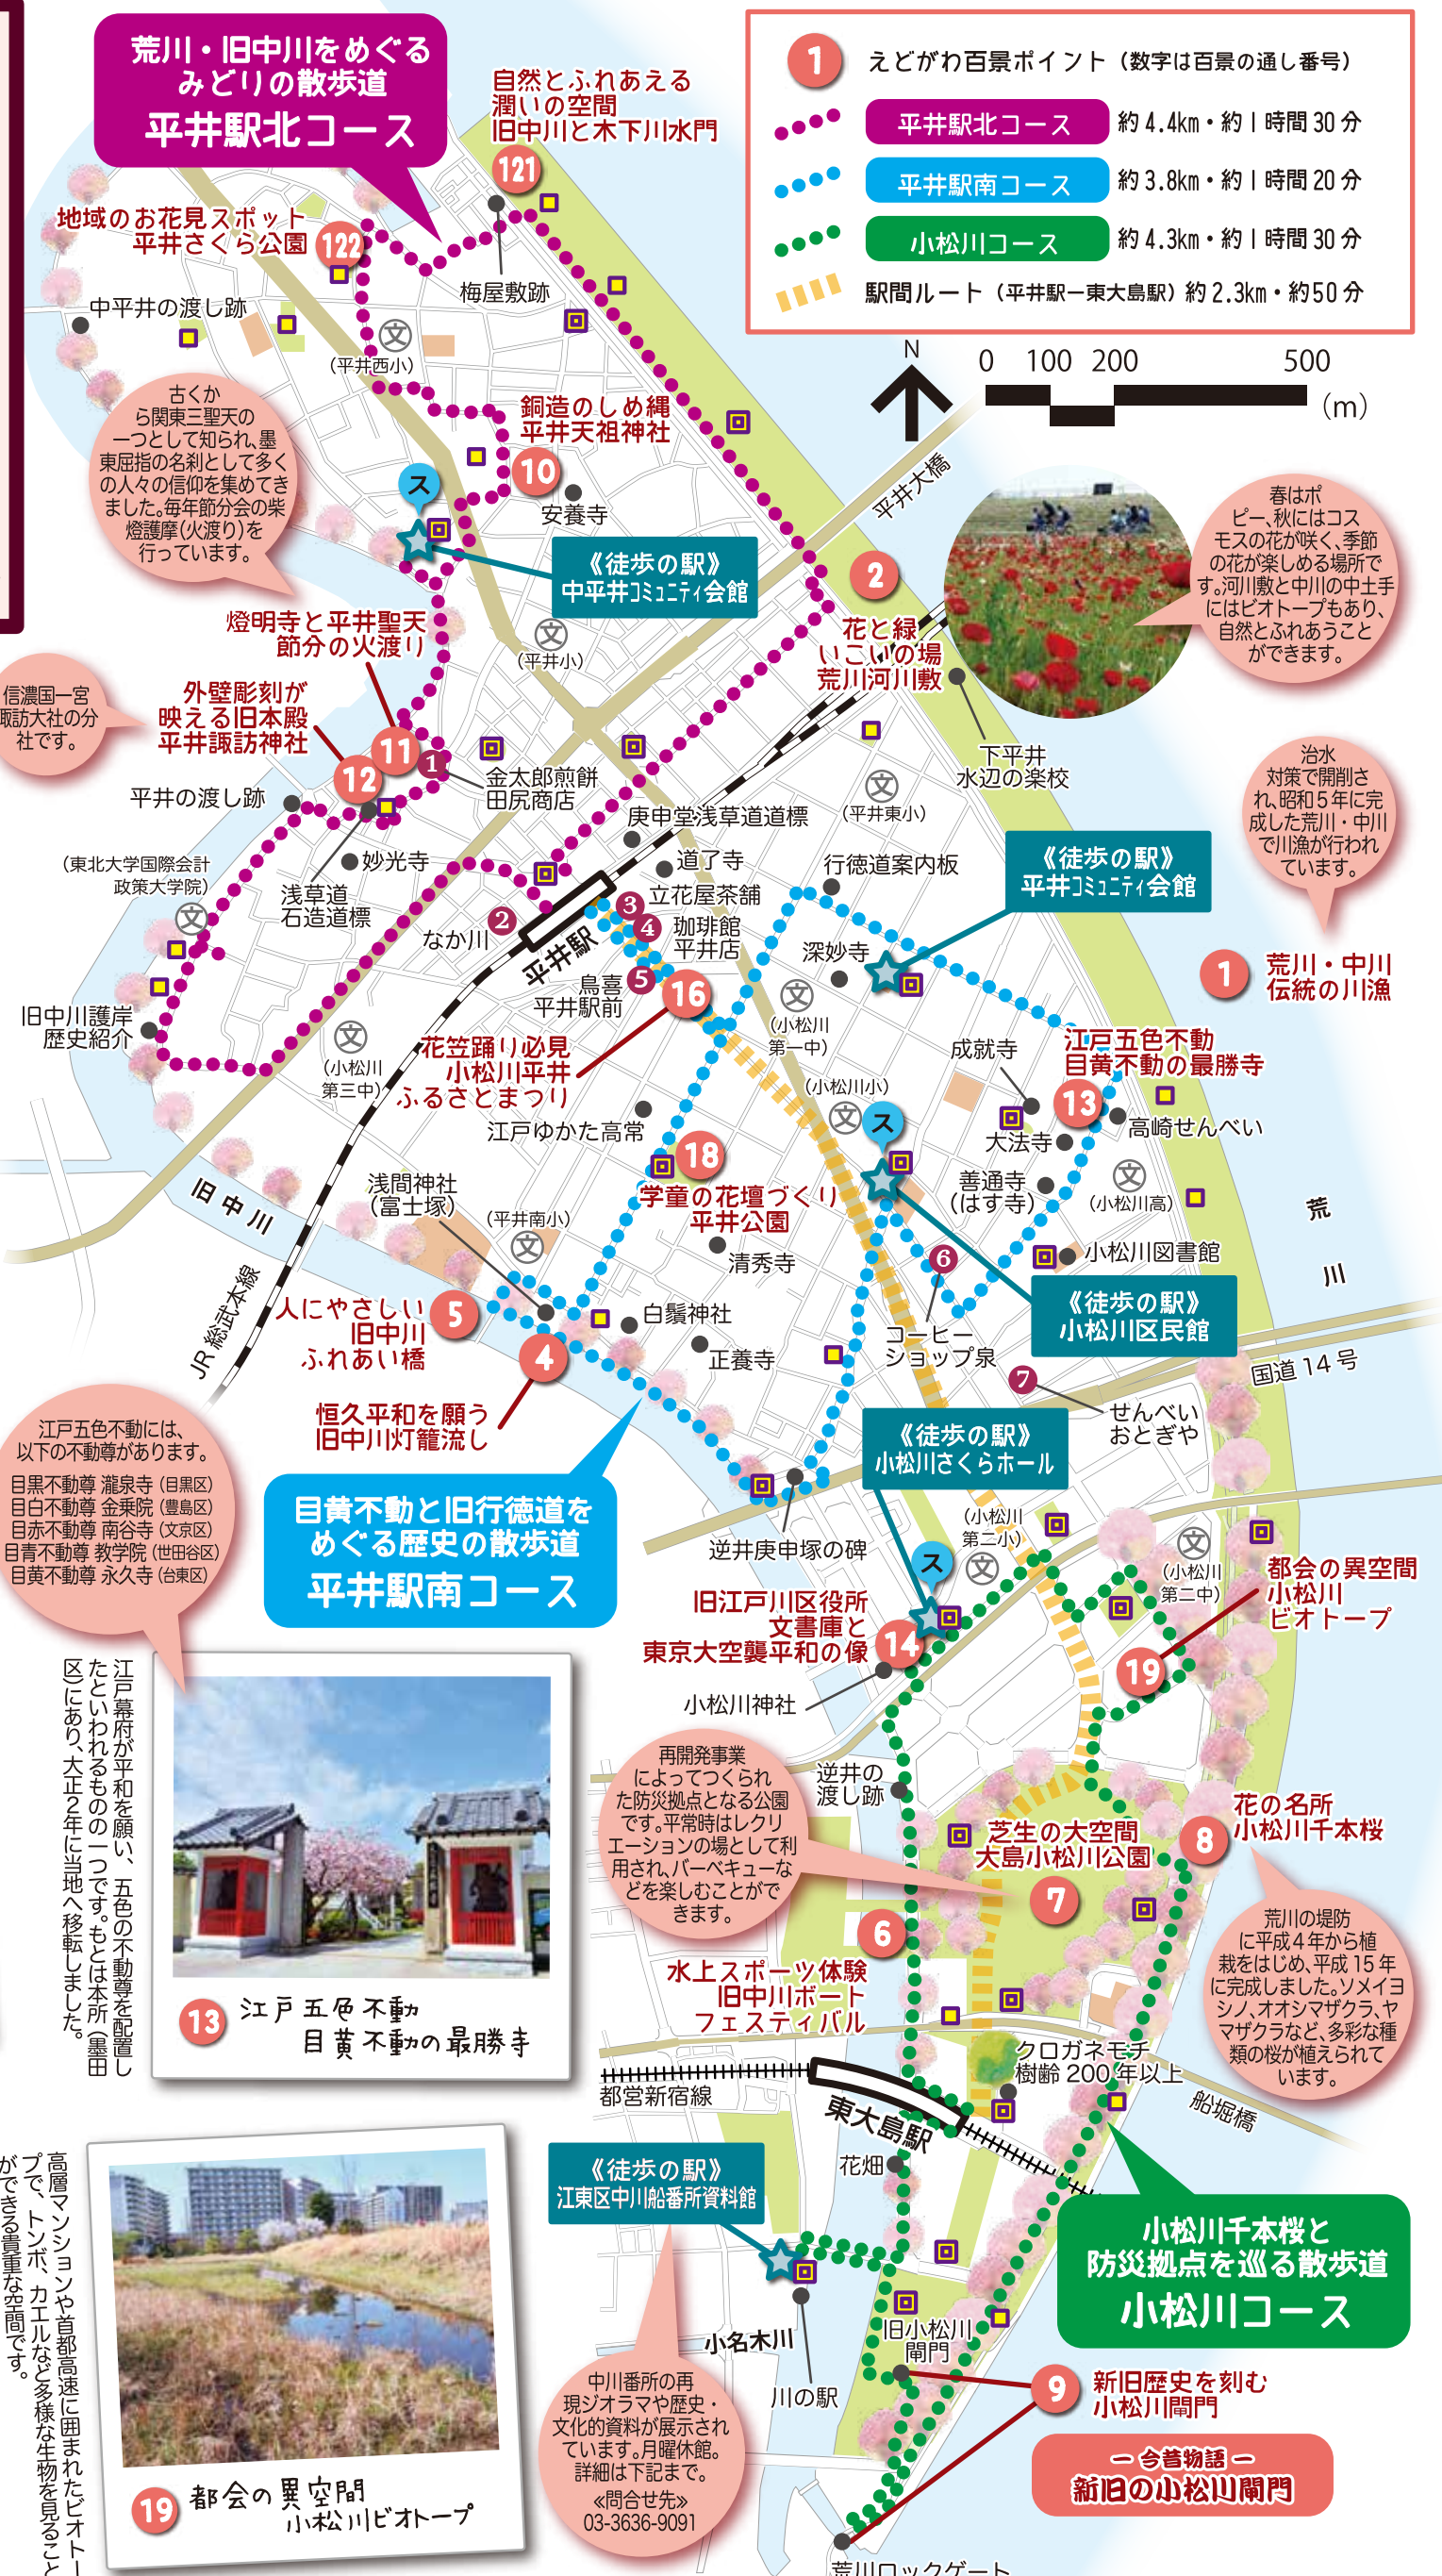 荒川・旧中川をめぐる
みどりの散歩道
平井駅北コース
1
えどがわ百景ポイント（数字は百景の通し番号）
平井駅北コース
約4.4km・約1時間30分
平井駅南コース
約3.8km・約1時間20分
小松川コース
約4.3km・約1時間30分
駅間ルート（平井駅ー東大島駅）約2.3km・約50分
N
0 100 200 500
（m）
自然とふれあえる
潤いの空間
旧中川と木下川水門
121
地域のお花見スポット
平井さくら公園
122
梅屋敷跡
中平井の渡し跡
文
（平井西小）
古くか
ら関東三聖天の
一つとして知られ、墨
東屈指の名刹として多く
の人々の信仰を集めてき
ました。毎年節分会の柴
燈護摩（火渡り）を
行っています。
銅造のしめ縄
平井天祖神社
10
安養寺
ス
《徒歩の駅》
中平井コミュニティ会館
平井大橋
2
花と緑
いこいの場
荒川河川敷
春はポ
ピー、秋にはコス
モスの花が咲く、季節
の花が楽しめる場所で
す。河川敷と中川の中土手
にはビオトープもあり、
自然とふれあうこと
ができます。
文
（平井小）
燈明寺と平井聖天
節分の火渡り
信濃国一宮
諏訪大社の分
社です。
外壁彫刻が
映える旧本殿
平井諏訪神社
11
12
1
金太郎煎餅
田尻商店
平井の渡し跡
下平井
水辺の楽校
文
（平井東小）
治水
対策で開削さ
れ、昭和5年に完
成した荒川・中川
で川漁が行われ
ています。
1
荒川・中川
伝統の川漁
庚申堂浅草道道標
道了寺
妙光寺
浅草道
石造道標
（東北大学国際会計
政策大学院）
文
2
なか川
平井駅
3
立花屋茶舗
4
珈琲館
平井店
5
鳥喜
平井駅前
16
行徳道案内板
《徒歩の駅》
平井コミュニティ会館
深妙寺
文
（小松川
第一中）
旧中川護岸
歴史紹介
文
（小松川
第三中）
花笠踊り必見
小松川平井
ふるさとまつり
成就寺
江戸五色不動
目黄不動の最勝寺
13
高崎せんべい
大法寺
（小松川小）
文
ス
江戸ゆかた高常
18
学童の花壇づくり
平井公園
善通寺
（はす寺）
文
（小松川高）
小松川図書館
荒
川
旧中川
浅間神社
（富士塚）
（平井南小）
文
清秀寺
6
コーヒー
ショップ泉
《徒歩の駅》
小松川区民館
JR総武本線
人にやさしい
旧中川
ふれあい橋
5
4
白鬚神社
正養寺
恒久平和を願う
旧中川灯籠流し
7
せんべい
おとぎや
国道14号
江戸五色不動には、
以下の不動尊があります。
目黒不動尊 瀧泉寺（目黒区）
目白不動尊 金乗院（豊島区）
目赤不動尊 南谷寺（文京区）
目青不動尊 教学院（世田谷区）
目黄不動尊 永久寺（台東区）
目黄不動と旧行徳道を
めぐる歴史の散歩道
平井駅南コース
《徒歩の駅》
小松川さくらホール
逆井庚申塚の碑
（小松川
第二小）
文
ス
文
（小松川
第二中）
都会の異空間
小松川
ビオトープ
19
旧江戸川区役所
文書庫と
東京大空襲平和の像
14
小松川神社
江戸幕府が平和を願い、五色の不動尊を配置し
たといわれるものの一つです。もとは本所（墨田
区）にあり、大正2年に当地へ移転しました。
13
江戸五色不動
目黄不動の最勝寺
再開発事業
によってつくられ
た防災拠点となる公園
です。平常時はレクリ
エーションの場として利
用され、バーベキューな
どを楽しむことがで
きます。
逆井の
渡し跡
芝生の大空間
大島小松川公園
7
8
花の名所
小松川千本桜
荒川の堤防
に平成4年から植
栽をはじめ、平成15年
に完成しました。ソメイヨ
シノ、オオシマザクラ、ヤ
マザクラなど、多彩な種
類の桜が植えられて
います。
6
水上スポーツ体験
旧中川ボート
フェスティバル
クロガネモチ
樹齢200年以上
都営新宿線
東大島駅
船堀橋
花畑
《徒歩の駅》
江東区中川船番所資料館
小松川千本桜と
防災拠点を巡る散歩道
小松川コース
高層マンションや首都高速に囲まれたビオトー
プで、トンボ、カエルなど多様な生物を見ること
ができる貴重な空間です。
19
都会の異空間
小松川ビオトープ
小名木川
川の駅
旧小松川
閘門
中川番所の再
現ジオラマや歴史・
文化的資料が展示され
ています。月曜休館。
詳細は下記まで。
≪問合せ先≫
03-3636-9091
9
新旧歴史を刻む
小松川閘門
ー 今昔物語 ー
新旧の小松川閘門
荒川ロックゲート